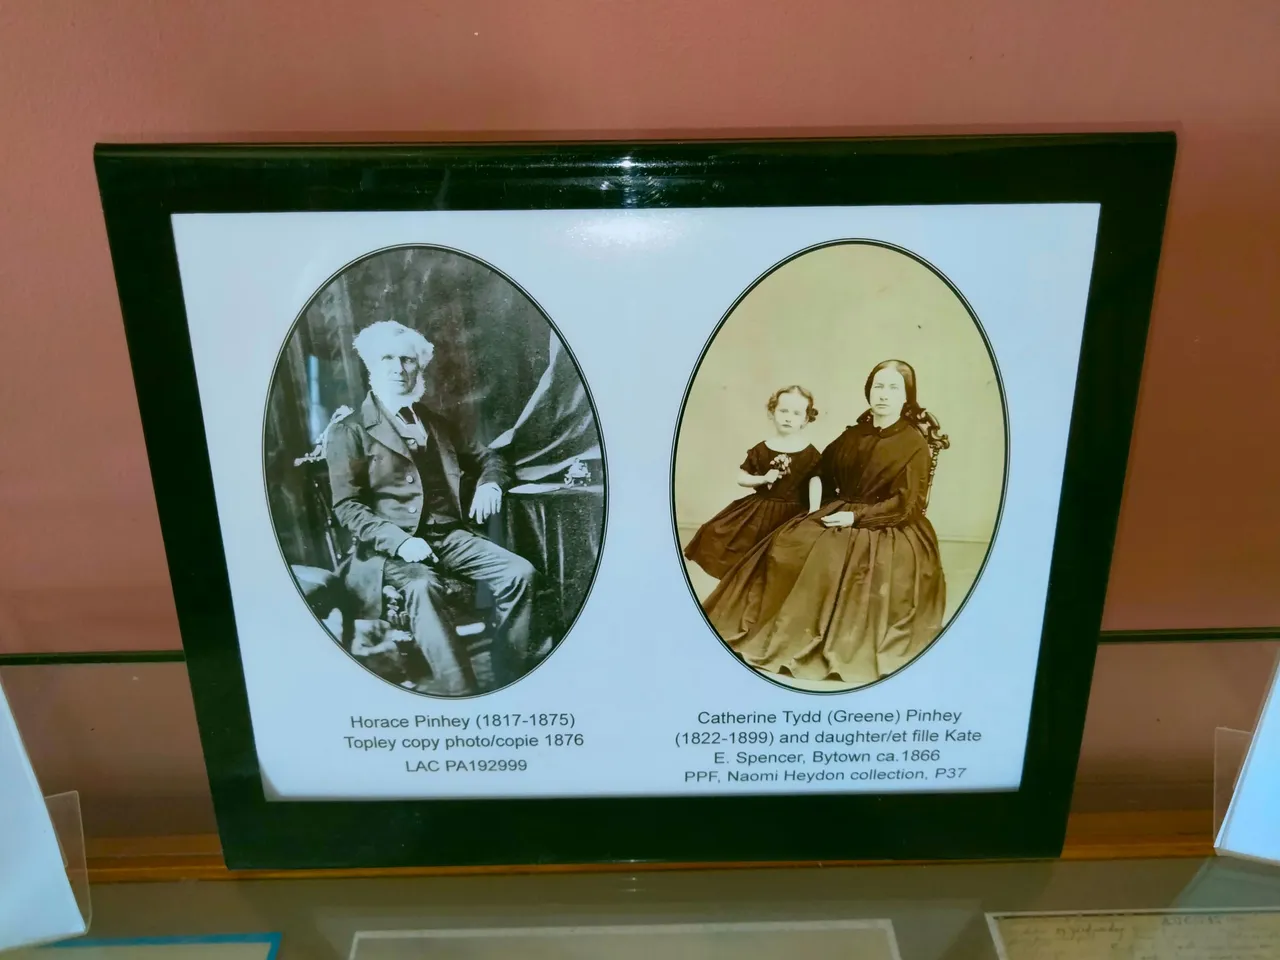 Horace Pinhey (1817-1875)
Topley copy photo/copie 1876
LAC PA192999
Catherine Tydd (Greene) Pinhey
(1822-1899) and daughter/et fille Kate
E. Spencer, Bytown ca.1866
PPF, Naomi Heydon collection, P37